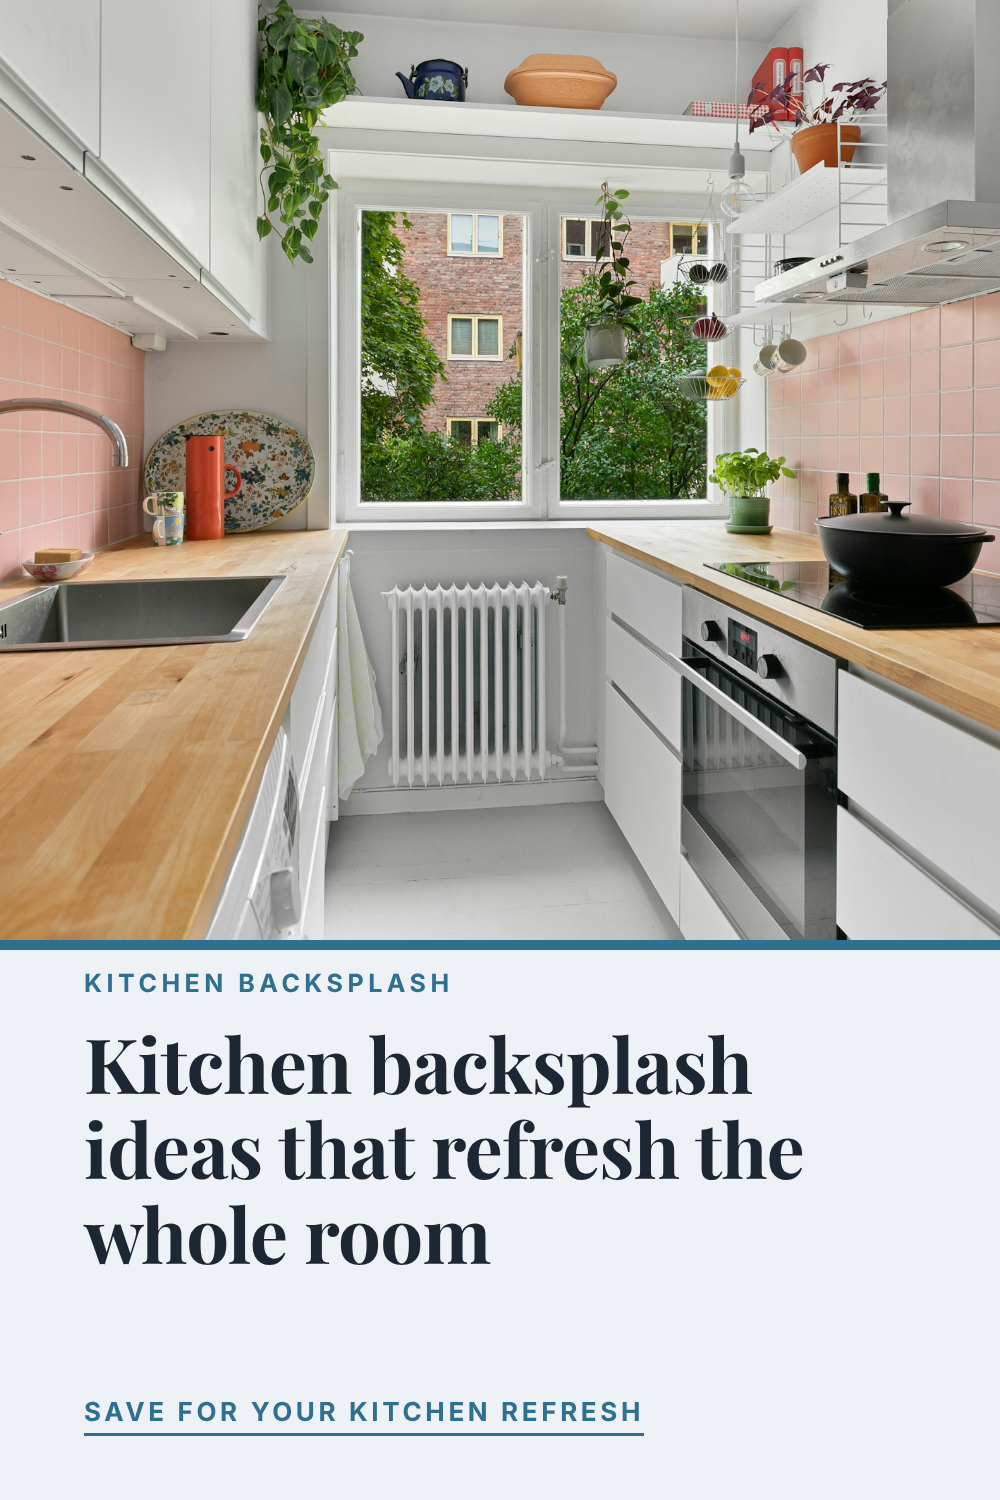 KITCHEN BACKSPLASH
Kitchen backsplash
ideas that refresh the
whole room
SAVE FOR YOUR KITCHEN REFRESH